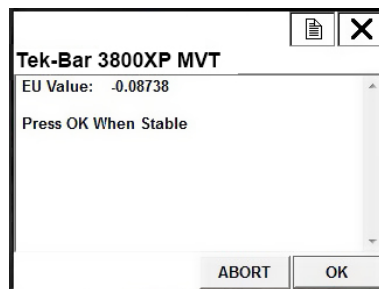 Tek-Bar 3800XP MVT
EU Value: -0.08738
Press OK When Stable
ABORT OK